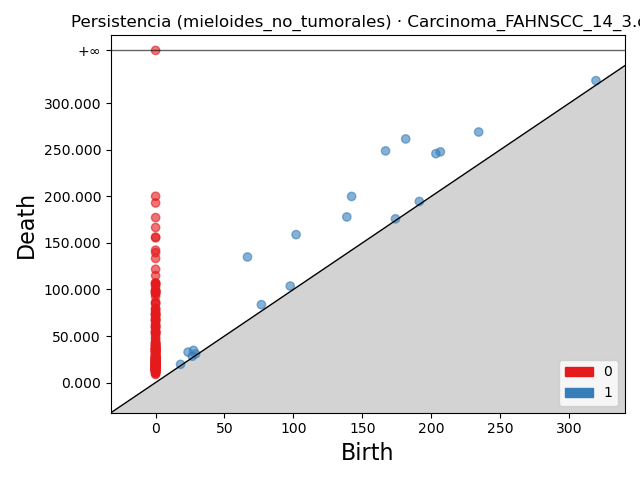 Persistencia (mieloides_no_tumorales) · Carcinoma_FAHNSCC_14_3.
+∞
300.000
250.000
200.000
150.000
100.000
50.000
0.000
Death
0
1
0 50 100 150 200 250 300
Birth